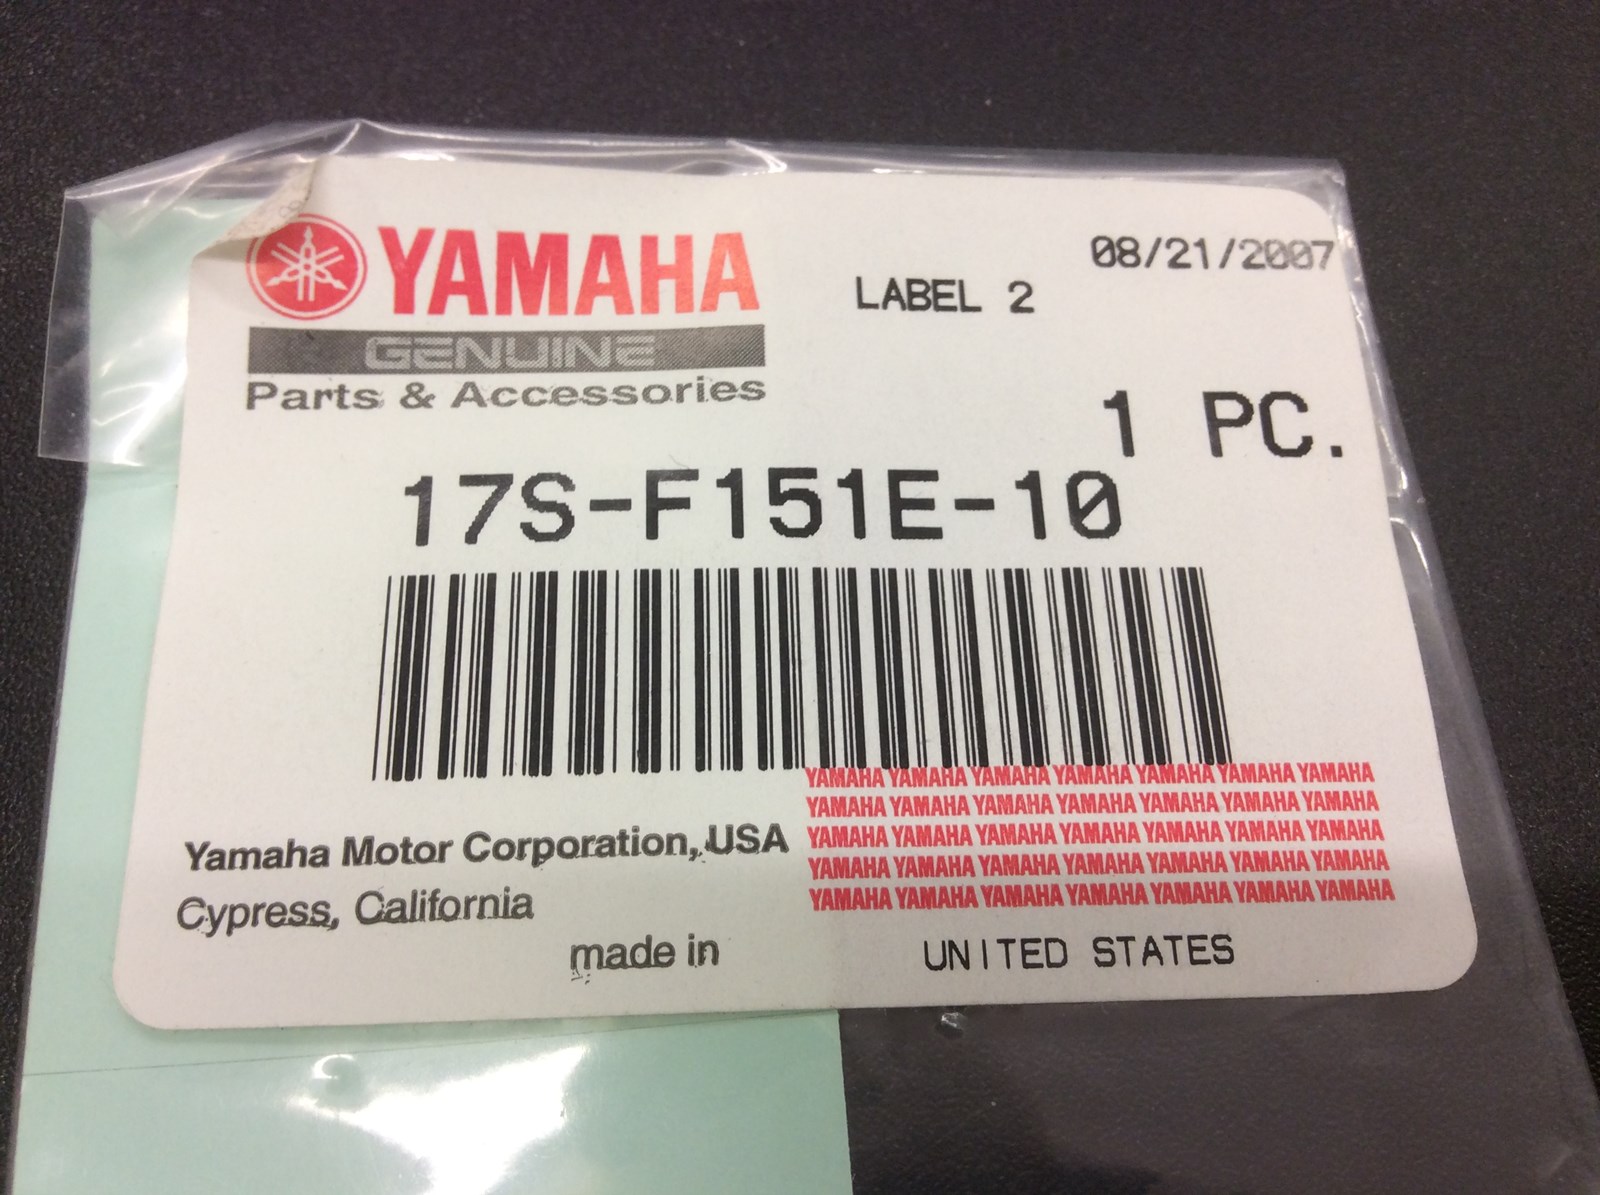 YAMAHA
GENUINE
Parts & Accessories
LABEL 2
08/21/2007
1 PC.
17S-F151E-10
YAMAHA YAMAHA YAMAHA YAMAHA YAMAHA YAMAHA YAMAHA
YAMAHA YAMAHA YAMAHA YAMAHA YAMAHA YAMAHA YAMAHA
YAMAHA YAMAHA YAMAHA YAMAHA YAMAHA YAMAHA YAMAHA
YAMAHA YAMAHA YAMAHA YAMAHA YAMAHA YAMAHA YAMAHA
YAMAHA YAMAHA YAMAHA YAMAHA YAMAHA YAMAHA YAMAHA
Yamaha Motor Corporation, USA
Cypress, California
made in UNITED STATES